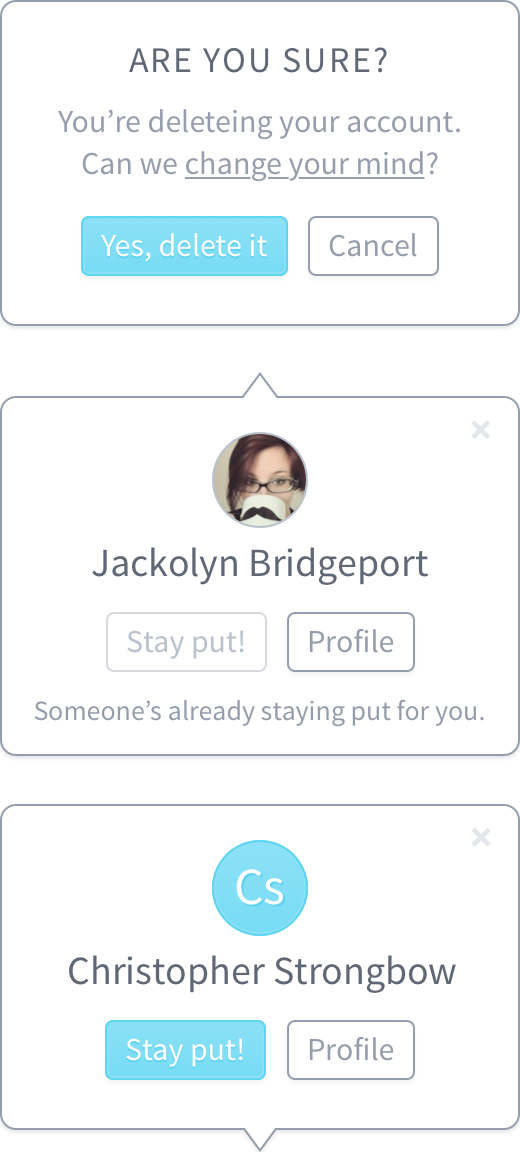 ARE YOU SURE?
You’re deleteing your account.
Can we change your mind?
Yes, delete it Cancel
Jackolyn Bridgeport
Stay put! Profile
Someone’s already staying put for you.
Cs
Christopher Strongbow
Stay put! Profile